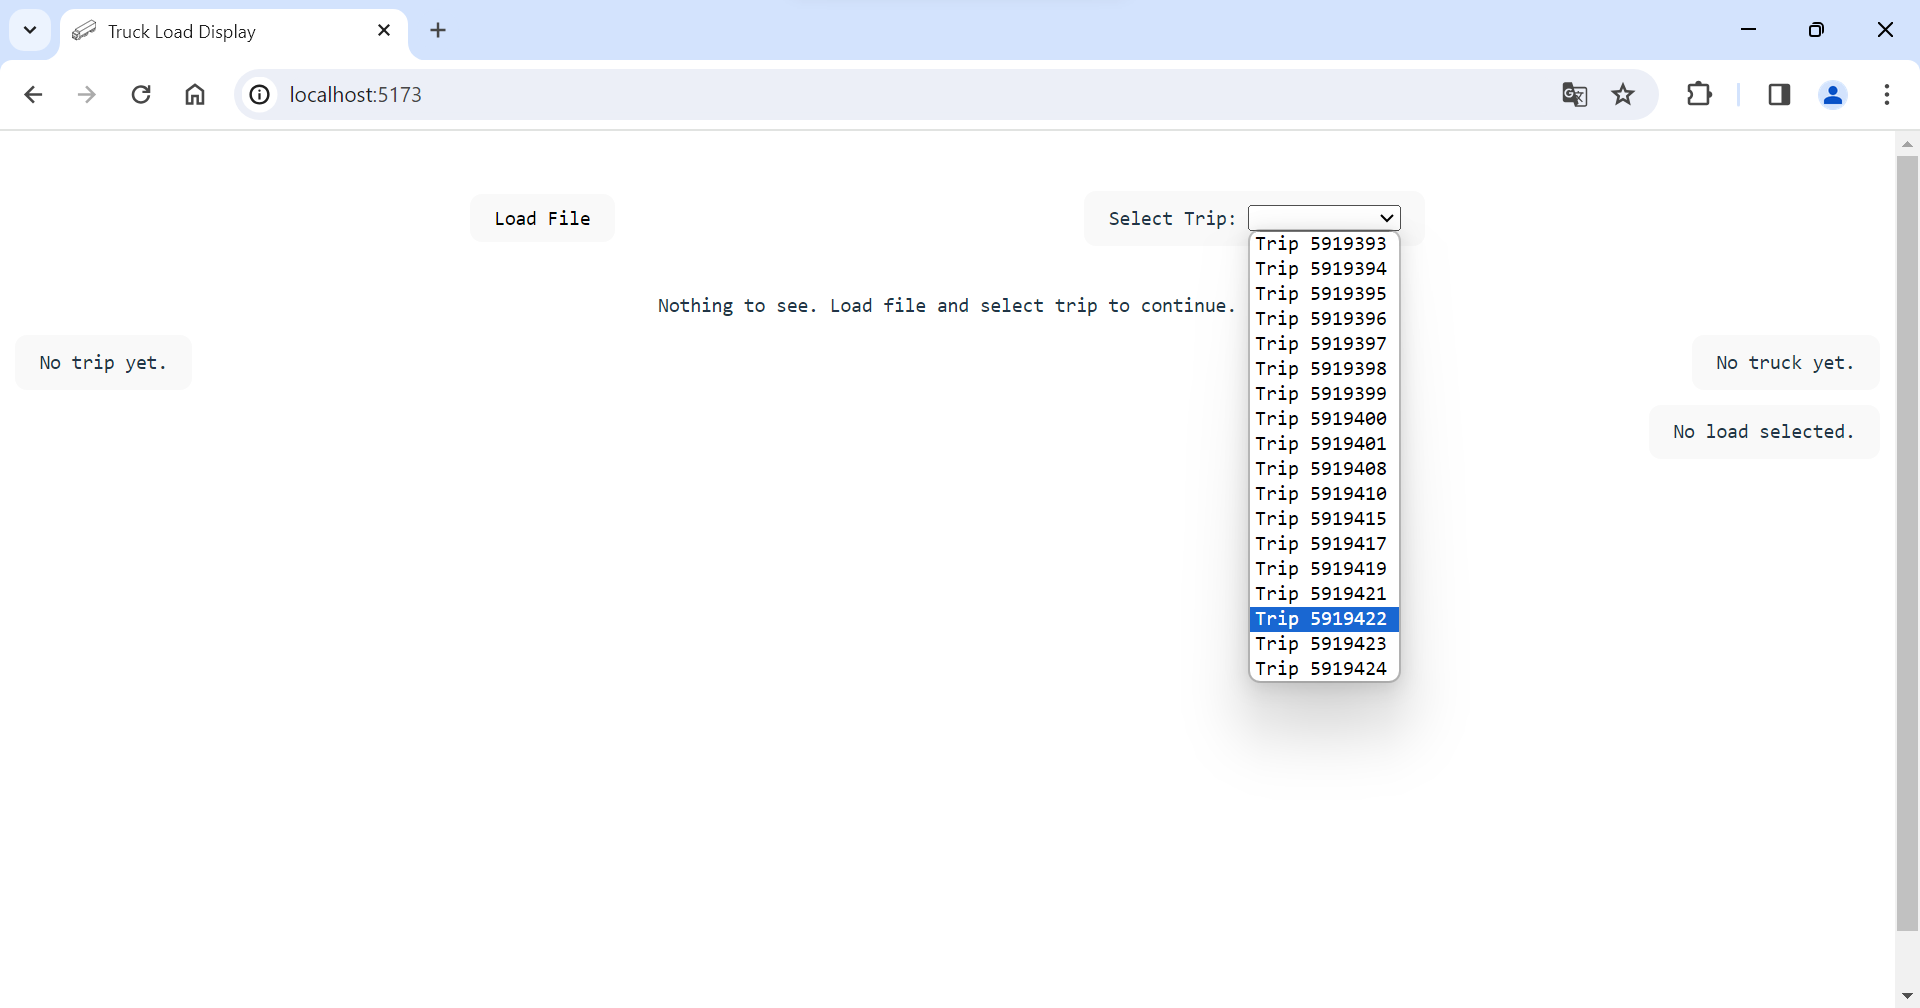 Truck Load Display
localhost:5173
Load File
Select Trip:
Trip 5919393
Trip 5919394
Trip 5919395
Trip 5919396
Trip 5919397
Trip 5919398
Trip 5919399
Trip 5919400
Trip 5919401
Trip 5919408
Trip 5919410
Trip 5919415
Trip 5919417
Trip 5919419
Trip 5919421
Trip 5919422
Trip 5919423
Trip 5919424
Nothing to see. Load file and select trip to continue.
No trip yet.
No truck yet.
No load selected.